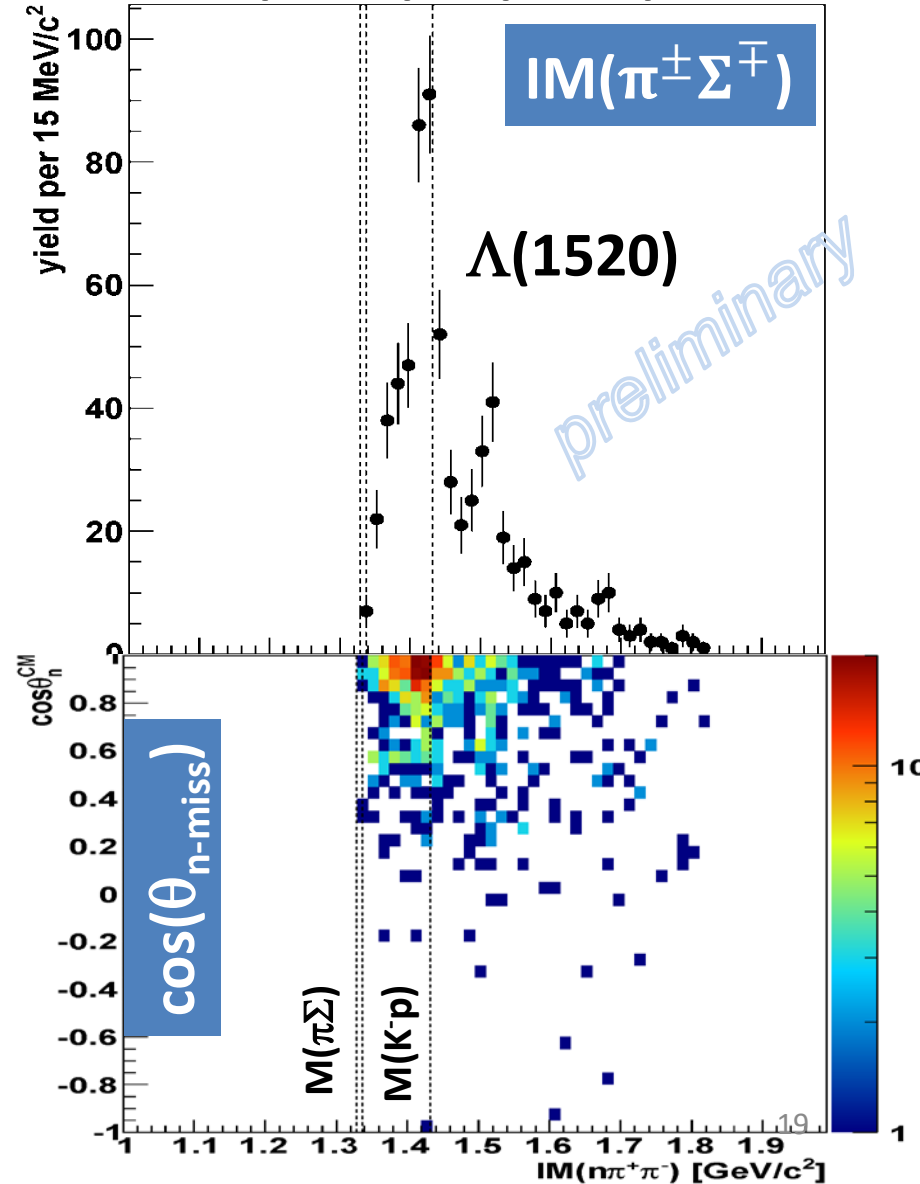 yield per 15 MeV/c²
100
80
60
40
20
0
IM(π±Σ∓)
Λ(1520)
preliminary
cosθₙᶜᴹ
1
0.8
0.6
0.4
0.2
0
-0.2
-0.4
-0.6
-0.8
-1
cos(θn-miss)
M(πΣ)
M(K⁻p)
10
1
19
1 1.1 1.2 1.3 1.4 1.5 1.6 1.7 1.8 1.9
IM(nπ⁺π⁻) [GeV/c²]